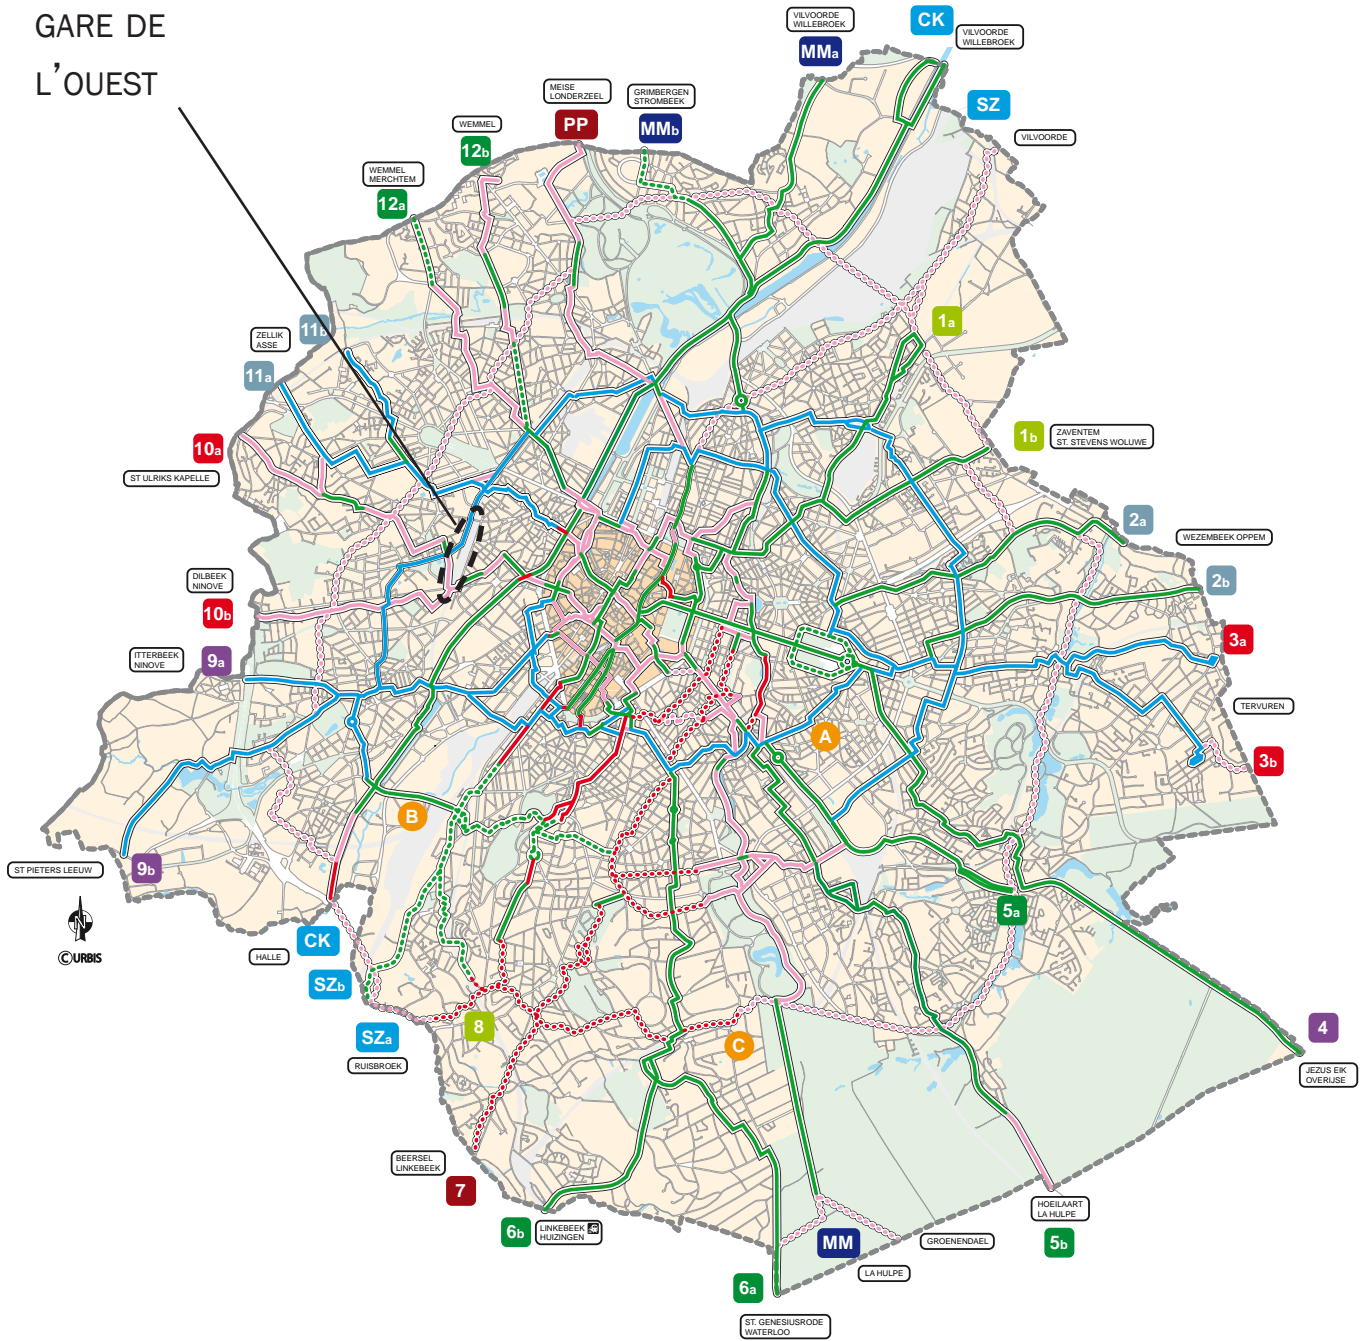 GARE DE
L'OUEST
VILVOORDE
WILLEBROEK
MMa
CK
VILVOORDE
WILLEBROEK
MEISE
LONDERZEEL
PP
GRIMBERGEN
STROMBEEK
MMb
SZ
VILVOORDE
WEMMEL
12b
WEMMEL
MERCHTEM
12a
11b
ZELLIK
ASSE
11a
1a
10a
ST ULRIKS KAPELLE
1b
ZAVENTEM
ST. STEVENS WOLUWE
2a
WEZEMBEEK OPPEM
DILBEEK
NINOVE
10b
2b
ITTERBEEK
NINOVE
9a
3a
TERVUREN
A
3b
B
ST PIETERS LEEUW
9b
N
©URBIS
5a
CK
HALLE
SZb
SZa
RUISBROEK
8
C
4
JEZUS EIK
OVERIJSE
BEERSEL
LINKEBEEK
7
6b
LINKEBEEK
HUIZINGEN
HOEILAART
LA HULPE
5b
MM
GROENENDAEL
LA HULPE
6a
ST. GENESIUSRODE
WATERLOO